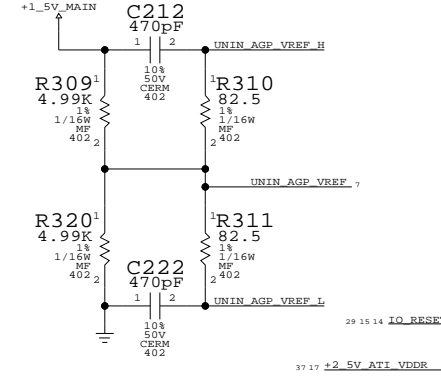 +1_5V_MAIN
C212
470pF
1 2
UNIN_AGP_VREF_H
10%
50V
CERM
402
R309
1
4.99K
1%
1/16W
MF
402
2
1
R310
82.5
1%
1/16W
MF
402
2
UNIN_AGP_VREF 7
R320
1
4.99K
1%
1/16W
MF
402
2
1
R311
82.5
1%
1/16W
MF
402
2
C222
470pF
1 2
UNIN_AGP_VREF_L
10%
50V
CERM
402
29 15 14 IO_RESE
37 17 +2_5V_ATI_VDDR